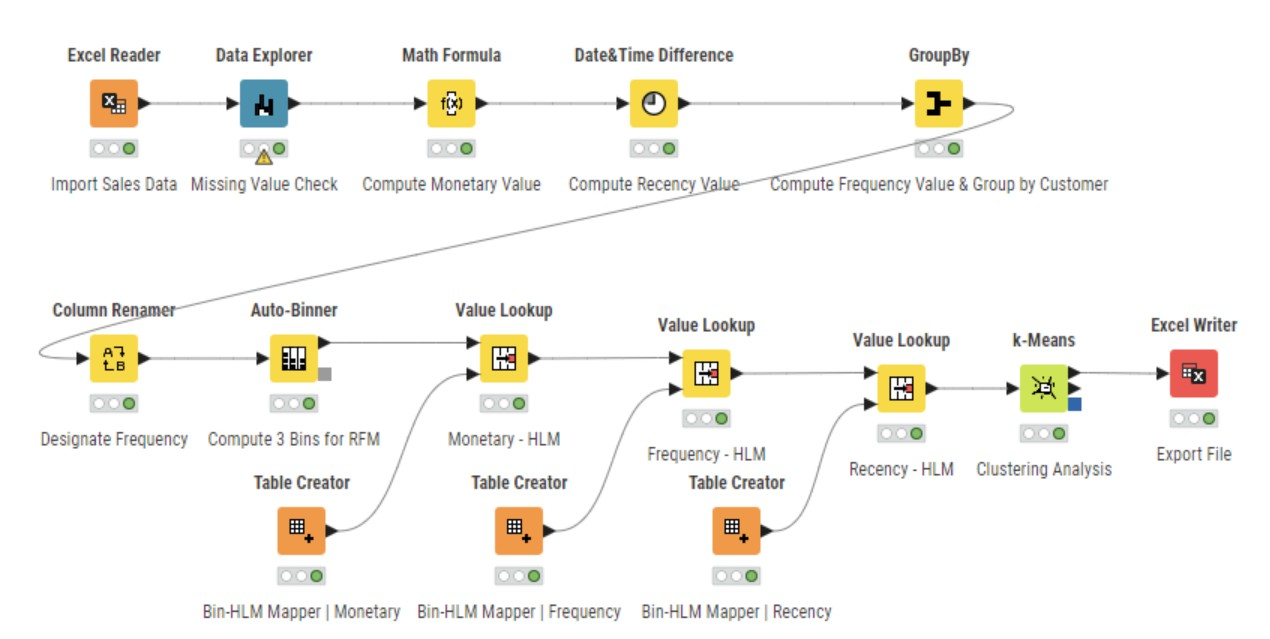 Excel Reader
Data Explorer
Math Formula
Date&Time Difference
GroupBy
f(x)
Import Sales Data
Missing Value Check
Compute Monetary Value
Compute Recency Value
Compute Frequency Value & Group by Customer
Column Renamer
Auto-Binner
Value Lookup
Value Lookup
Value Lookup
k-Means
Excel Writer
A
B
Designate Frequency
Compute 3 Bins for RFM
Monetary - HLM
Frequency - HLM
Recency - HLM
Clustering Analysis
Export File
Table Creator
Table Creator
Table Creator
Bin-HLM Mapper | Monetary
Bin-HLM Mapper | Frequency
Bin-HLM Mapper | Recency